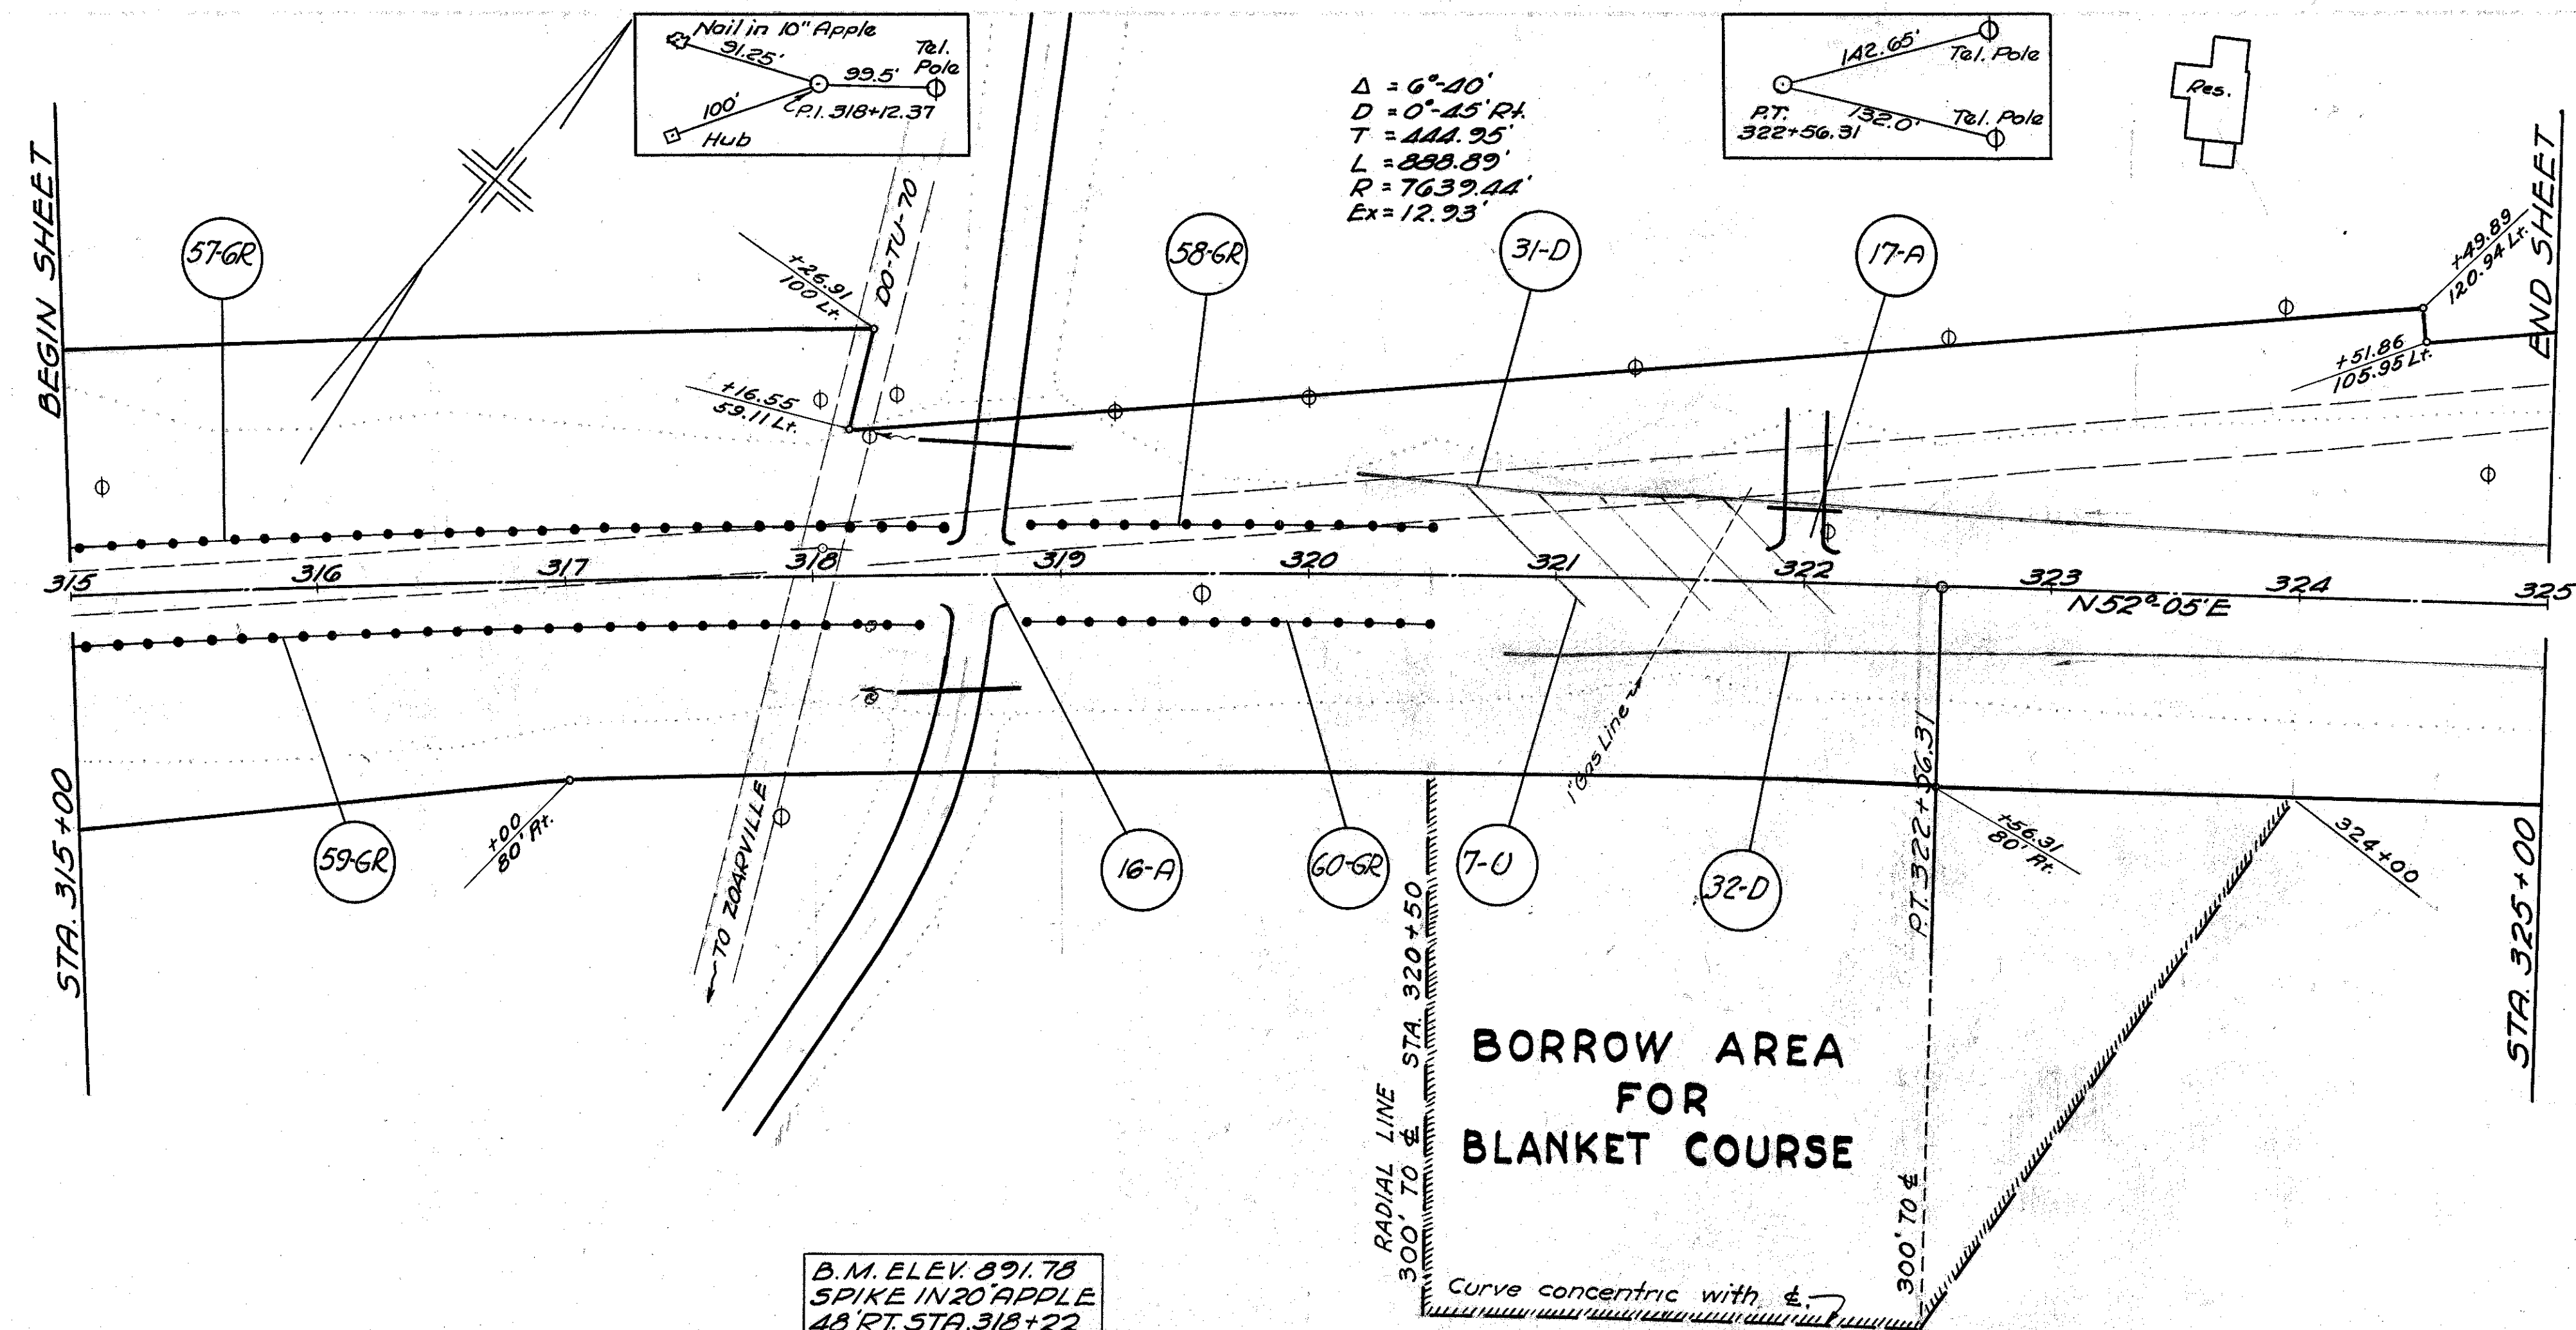 Nail in 10" Apple
91.25'
99.5'
Tel.
Pole
100'
P.I. 318+12.37
Hub
Δ = 6°-40'
D = 0°-45' Rt.
T = 444.95'
L = 888.89'
R = 7639.44'
Ex = 12.93'
142.65'
Tel. Pole
P.T.
322+56.31
132.0'
Tel. Pole
Res.
BEGIN SHEET
57-GR
+26.91
100 Lt.
DO-TU-70
58-GR
31-D
17-A
+49.89
120.94 Lt.
END SHEET
+16.55
59.11 Lt.
+51.86
105.95 Lt.
315
316
317
318
319
320
321
322
323
324
325
N 52°-05' E
1" Gas Line
STA. 315+00
+00
80' Rt.
59-GR
TO ZOARVILLE
16-A
60-GR
7-U
32-D
P.T. 322+56.31
+56.31
80' Rt.
324+00
STA. 325+00
RADIAL LINE
300' TO ℄ STA. 320+50
BORROW AREA
FOR
BLANKET COURSE
300' TO ℄
Curve concentric with ℄.
B.M. ELEV. 891.78
SPIKE IN 20" APPLE
48' RT. STA. 318+22